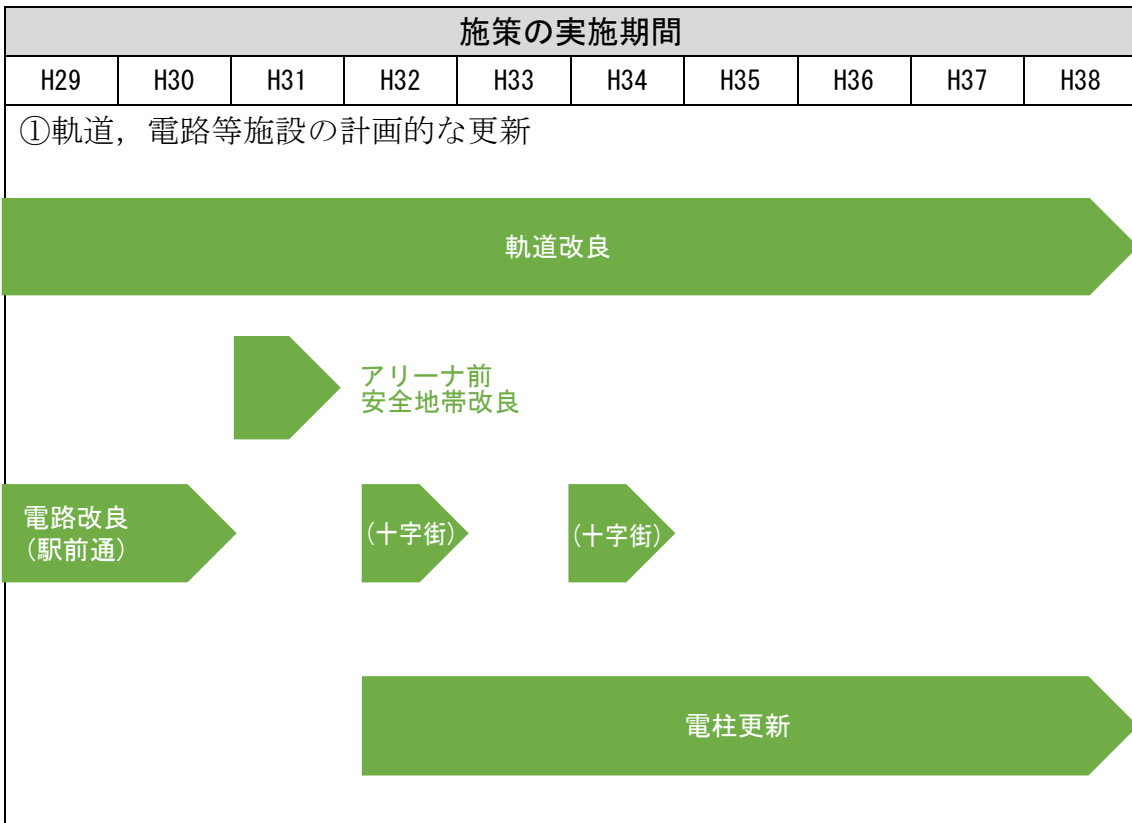 施策の実施期間
H29 H30 H31 H32 H33 H34 H35 H36 H37 H38
①軌道，電路等施設の計画的な更新
軌道改良
アリーナ前
安全地帯改良
電路改良
(駅前通)
(十字街)
(十字街)
電柱更新